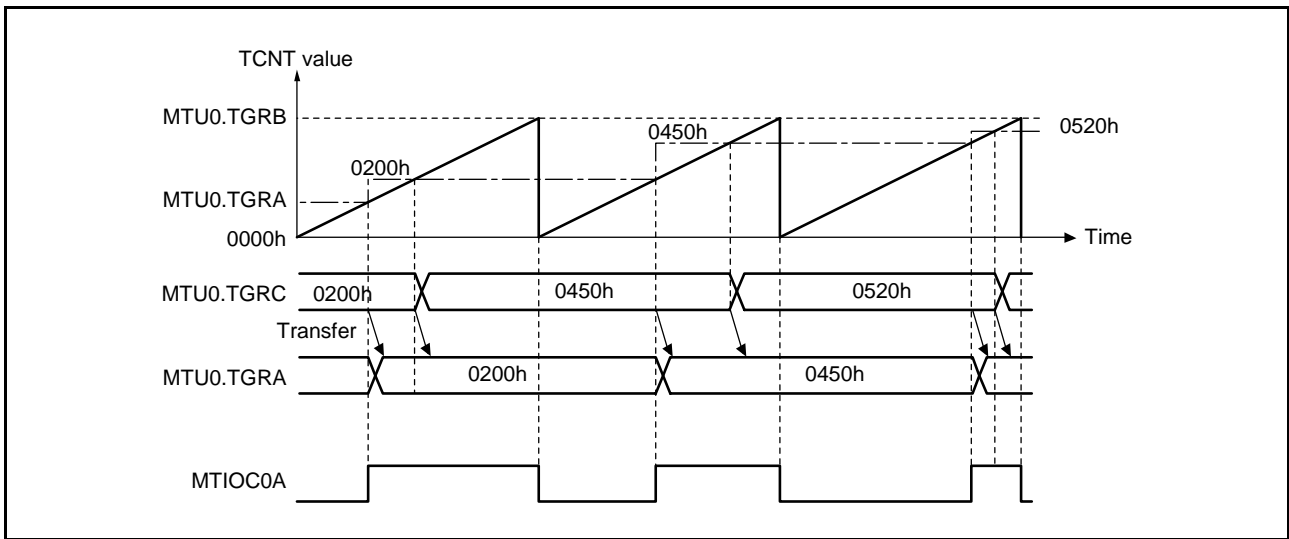 TCNT value
MTU0.TGRB
0450h
0520h
0200h
MTU0.TGRA
0000h
Time
MTU0.TGRC
0200h
0450h
0520h
Transfer
MTU0.TGRA
0200h
0450h
MTIOC0A